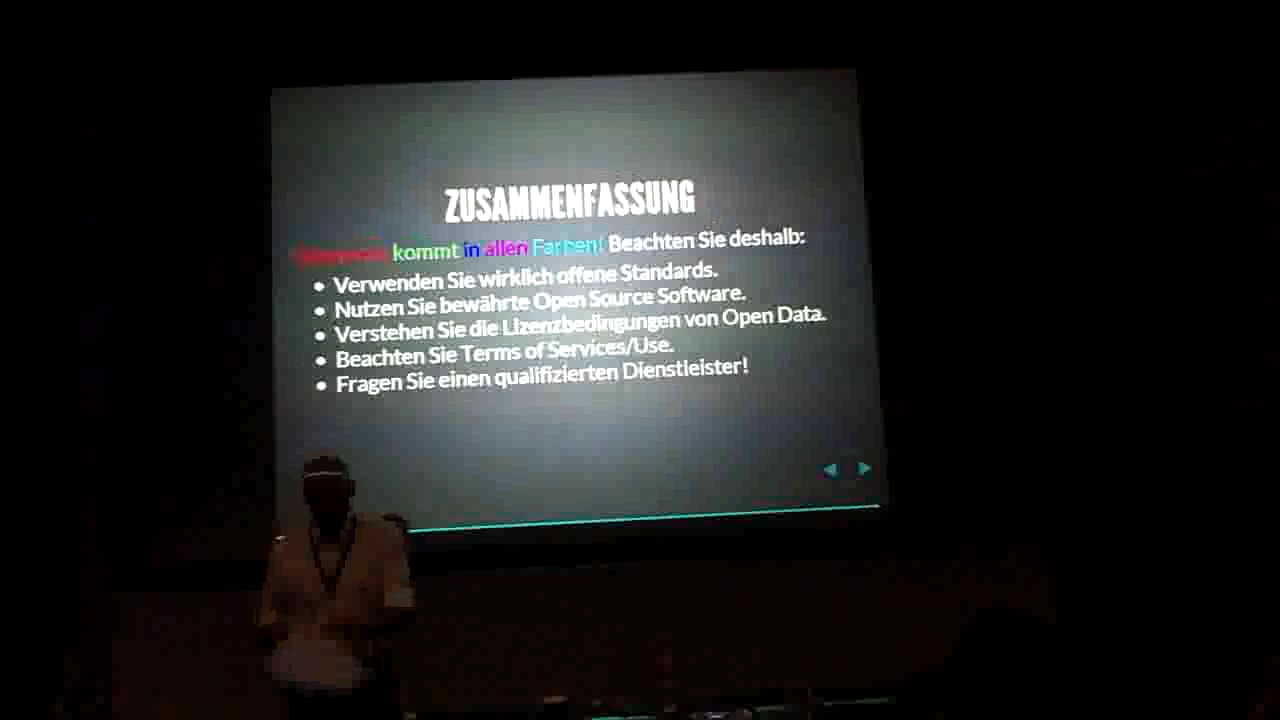 ZUSAMMENFASSUNG
kommt in allen Farben! Beachten Sie deshalb:
• Verwenden Sie wirklich offene Standards.
• Nutzen Sie bewährte Open Source Software.
• Verstehen Sie die Lizenzbedingungen von Open Data.
• Beachten Sie Terms of Services/Use.
• Fragen Sie einen qualifizierten Dienstleister!